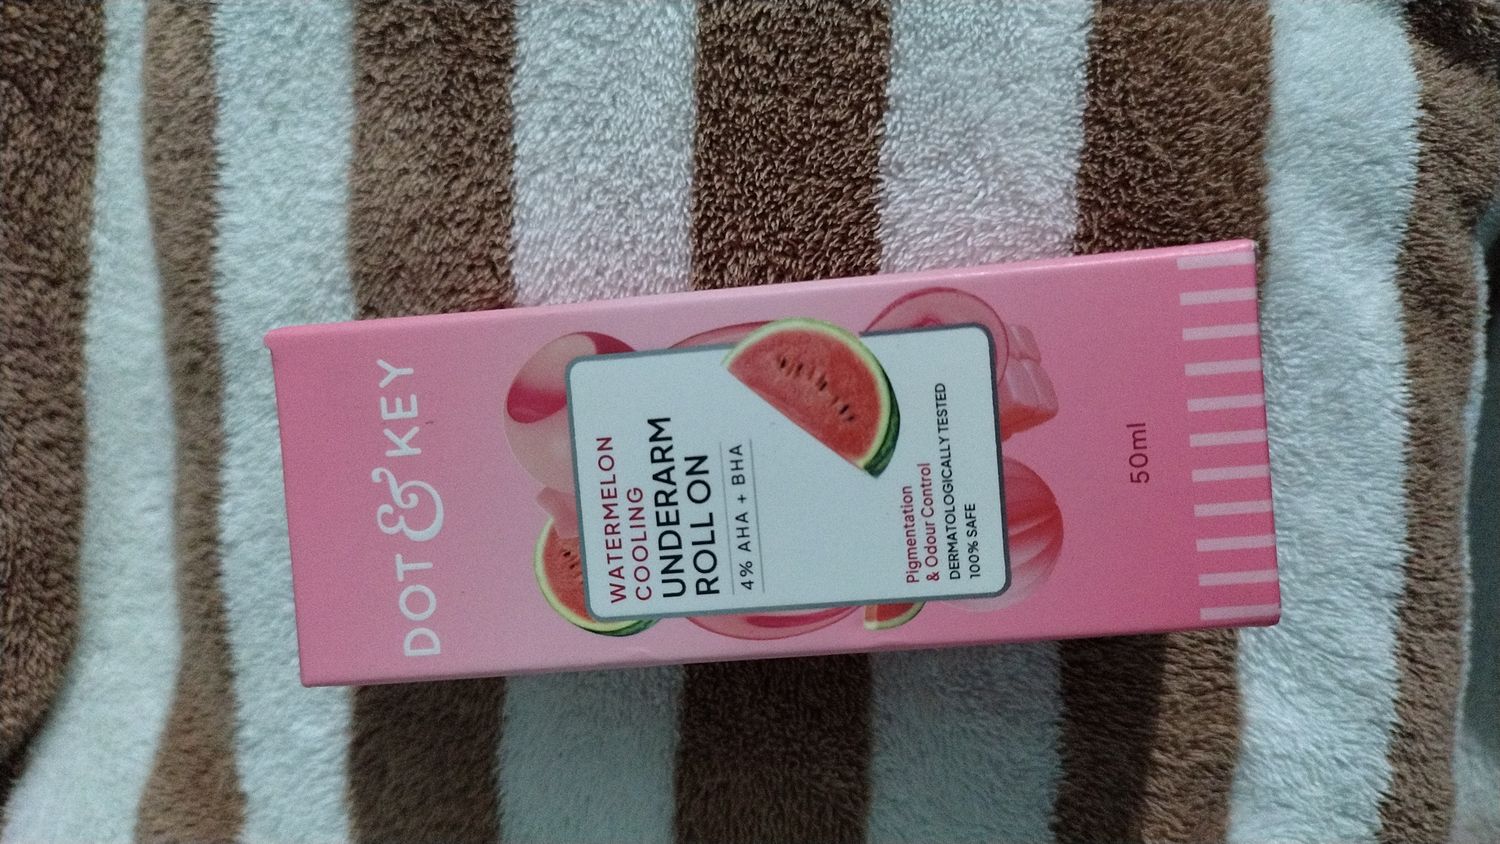 DOT & KEY
WATERMELON
COOLING
UNDERARM
ROLL ON
4% AHA + BHA
Pigmentation
& Odour Control
DERMATOLOGICALLY TESTED
100% SAFE
50ml